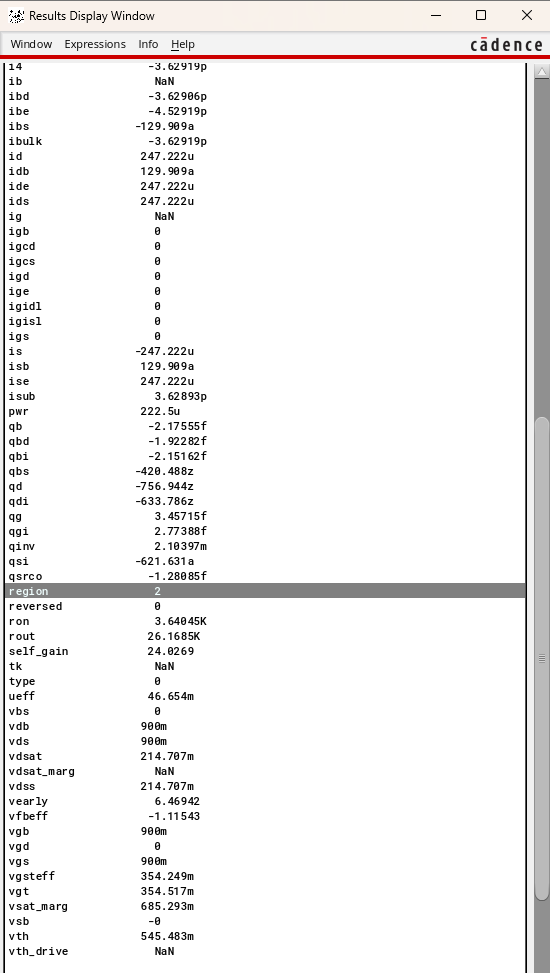 Results Display Window
Window Expressions Info Help
cādence
i4 -3.62919p
ib NaN
ibd -3.62906p
ibe -4.52919p
ibs -129.909a
ibulk -3.62919p
id 247.222u
idb 129.909a
ide 247.222u
ids 247.222u
ig NaN
igb 0
igcd 0
igcs 0
igd 0
ige 0
igidl 0
igisl 0
igs 0
is -247.222u
isb 129.909a
ise 247.222u
isub 3.62893p
pwr 222.5u
qb -2.17555f
qbd -1.92282f
qbi -2.15162f
qbs -420.488z
qd -756.944z
qdi -633.786z
qg 3.45715f
qgi 2.77388f
qinv 2.10397m
qsi -621.631a
qsrco -1.28085f
region 2
reversed 0
ron 3.64045K
rout 26.1685K
self_gain 24.0269
tk NaN
type 0
ueff 46.654m
vbs 0
vdb 900m
vds 900m
vdsat 214.707m
vdsat_marg NaN
vdss 214.707m
vearly 6.46942
vfbeff -1.11543
vgb 900m
vgd 0
vgs 900m
vgsteff 354.249m
vgt 354.517m
vsat_marg 685.293m
vsb -0
vth 545.483m
vth_drive NaN